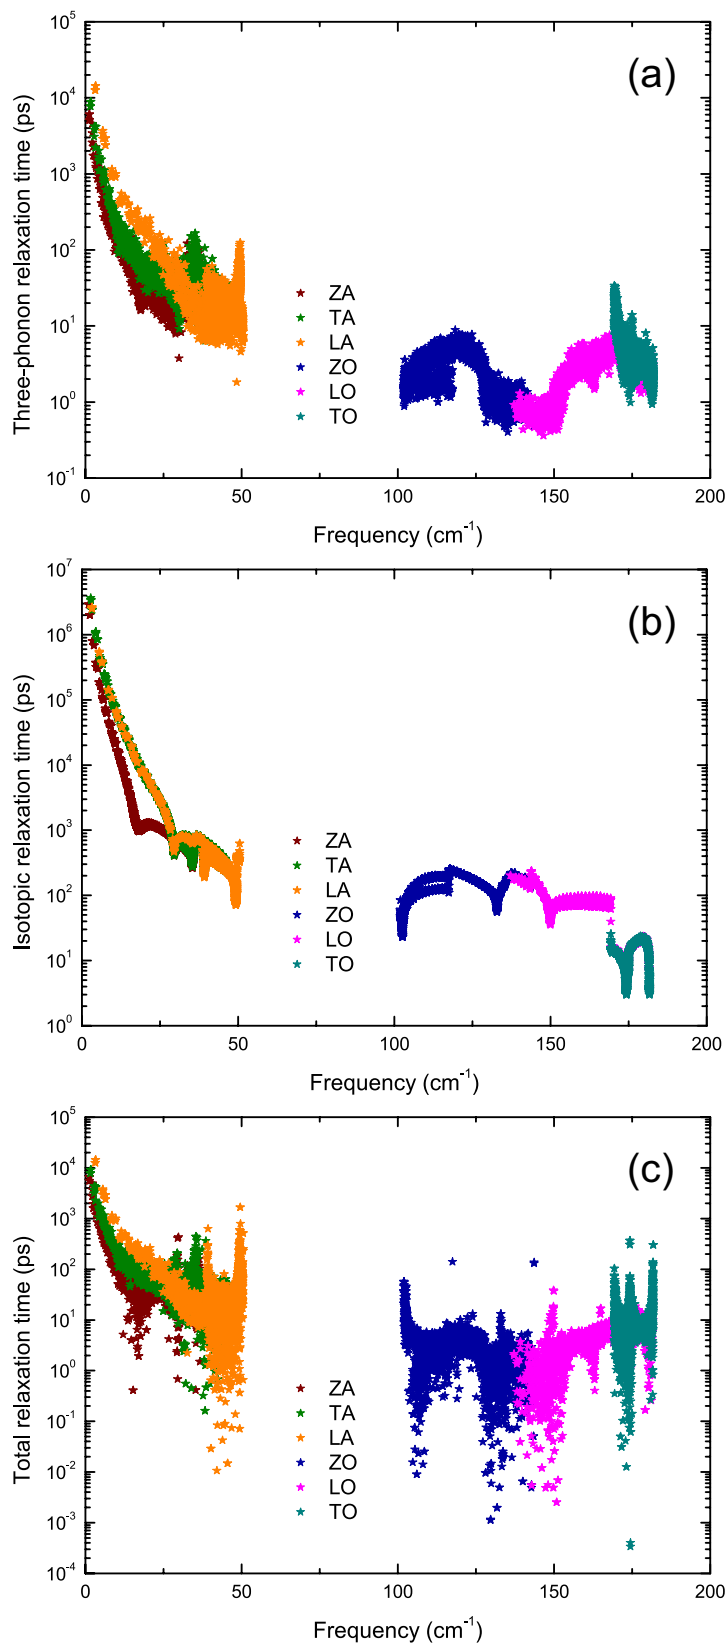 (a)
Three-phonon relaxation time (ps)
10^5
10^4
10^3
10^2
10^1
10^0
10^-1
ZA
TA
LA
ZO
LO
TO
0 50 100 150 200
Frequency (cm^-1)
(b)
Isotopic relaxation time (ps)
10^7
10^6
10^5
10^4
10^3
10^2
10^1
10^0
ZA
TA
LA
ZO
LO
TO
0 50 100 150 200
Frequency (cm^-1)
(c)
Total relaxation time (ps)
10^5
10^4
10^3
10^2
10^1
10^0
10^-1
10^-2
10^-3
10^-4
ZA
TA
LA
ZO
LO
TO
0 50 100 150 200
Frequency (cm^-1)